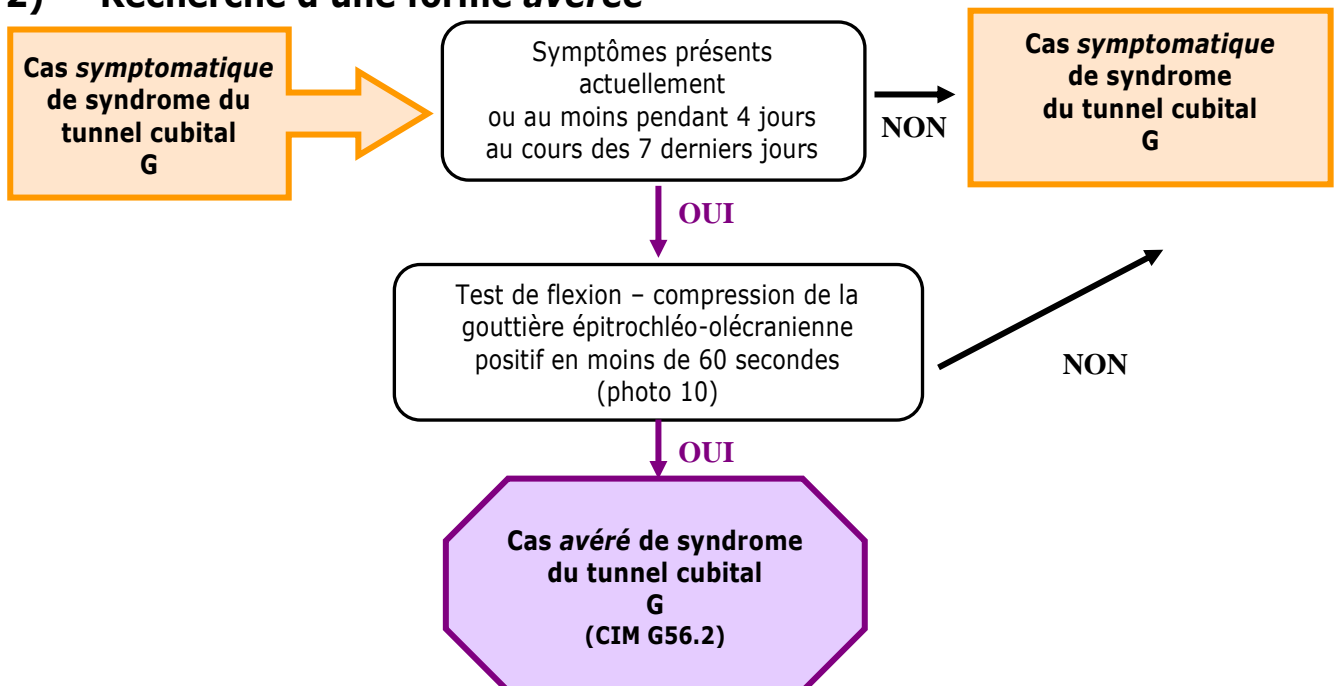 2) Recherche d'une forme avérée
Cas symptomatique
de syndrome du
tunnel cubital
G
Symptômes présents
actuellement
ou au moins pendant 4 jours
au cours des 7 derniers jours
NON
Cas symptomatique
de syndrome
du tunnel cubital
G
OUI
Test de flexion – compression de la
gouttière épitrochléo-olécranienne
positif en moins de 60 secondes
(photo 10)
NON
OUI
Cas avéré de syndrome
du tunnel cubital
G
(CIM G56.2)